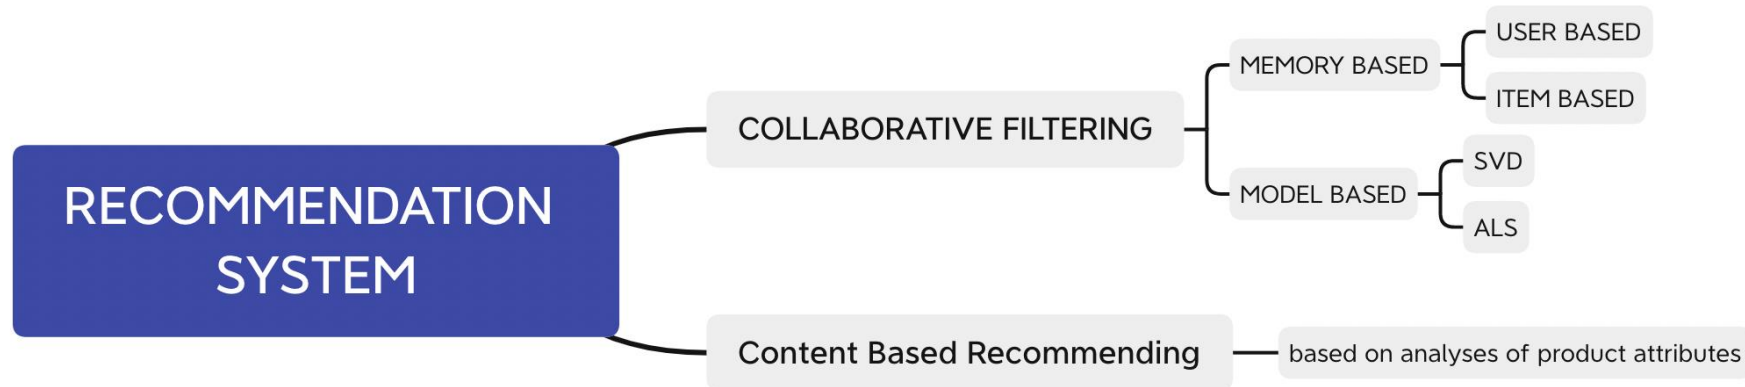 RECOMMENDATION
SYSTEM
COLLABORATIVE FILTERING
MEMORY BASED
USER BASED
ITEM BASED
MODEL BASED
SVD
ALS
Content Based Recommending
based on analyses of product attributes